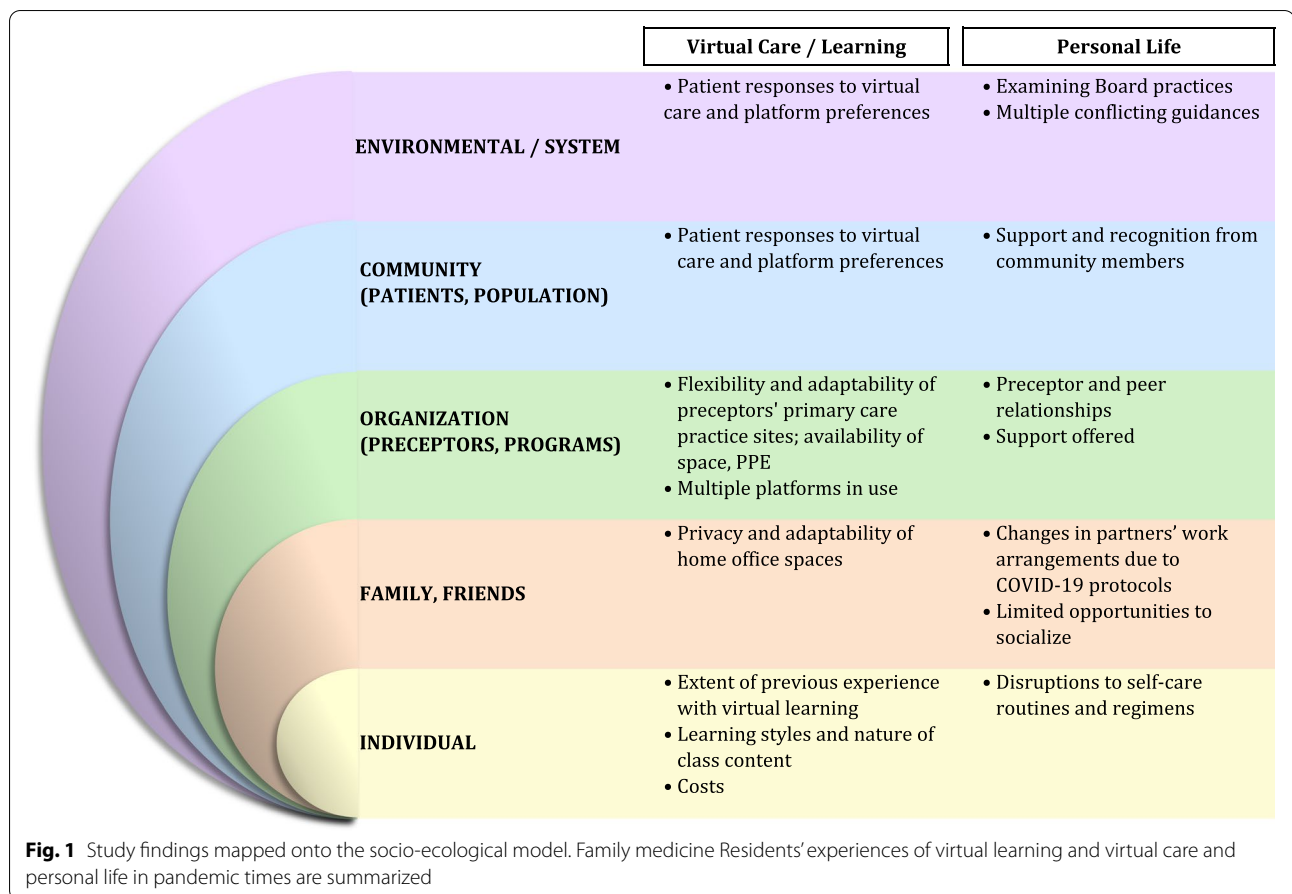 Virtual Care / Learning
Personal Life
ENVIRONMENTAL / SYSTEM
• Patient responses to virtual
care and platform preferences
• Examining Board practices
• Multiple conflicting guidances
COMMUNITY
(PATIENTS, POPULATION)
• Patient responses to virtual
care and platform preferences
• Support and recognition from
community members
ORGANIZATION
(PRECEPTORS, PROGRAMS)
• Flexibility and adaptability of
preceptors' primary care
practice sites; availability of
space, PPE
• Multiple platforms in use
• Preceptor and peer
relationships
• Support offered
FAMILY, FRIENDS
• Privacy and adaptability of
home office spaces
• Changes in partners’ work
arrangements due to
COVID-19 protocols
• Limited opportunities to
socialize
INDIVIDUAL
• Extent of previous experience
with virtual learning
• Learning styles and nature of
class content
• Costs
• Disruptions to self-care
routines and regimens
Fig. 1 Study findings mapped onto the socio-ecological model. Family medicine Residents’ experiences of virtual learning and virtual care and
personal life in pandemic times are summarized